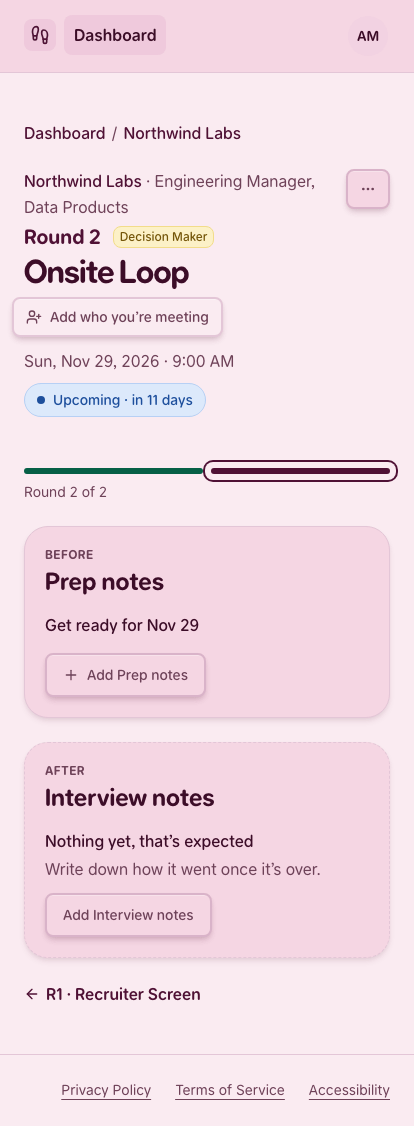 Dashboard
AM
Dashboard / Northwind Labs
Northwind Labs · Engineering Manager,
Data Products
...
Round 2 Decision Maker
Onsite Loop
Add who you’re meeting
Sun, Nov 29, 2026 · 9:00 AM
Upcoming · in 11 days
Round 2 of 2
BEFORE
Prep notes
Get ready for Nov 29
+ Add Prep notes
AFTER
Interview notes
Nothing yet, that’s expected
Write down how it went once it’s over.
Add Interview notes
← R1 · Recruiter Screen
Privacy Policy Terms of Service Accessibility